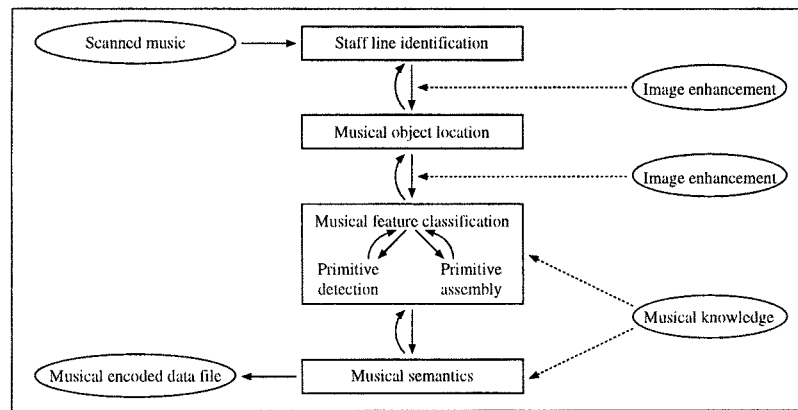 Scanned music
Staff line identification
Image enhancement
Musical object location
Image enhancement
Musical feature classification
Primitive
detection
Primitive
assembly
Musical knowledge
Musical encoded data file
Musical semantics